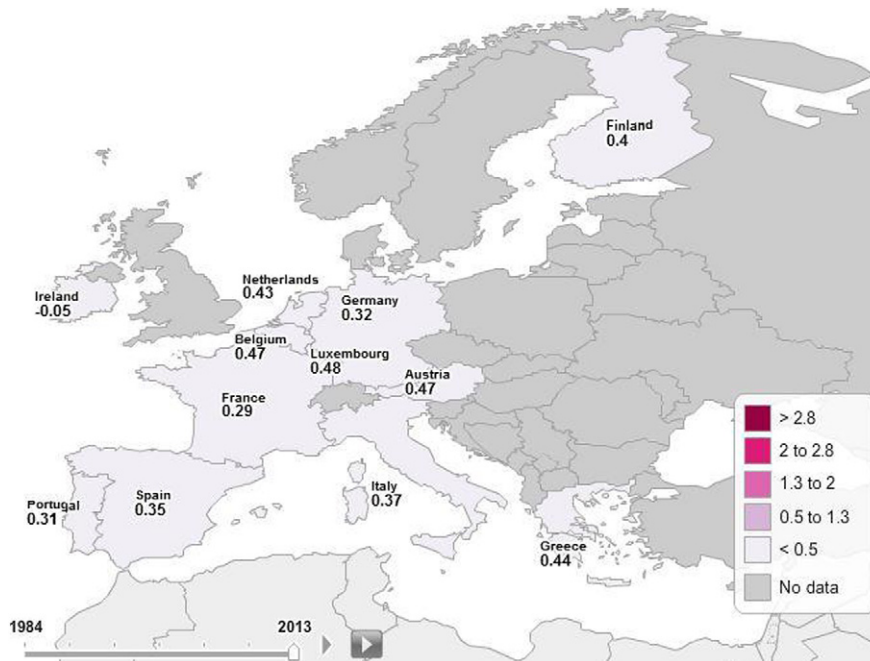 Finland
0.4
Netherlands
0.43
Ireland
-0.05
Germany
0.32
Belgium
0.47
Luxembourg
0.48
Austria
0.47
France
0.29
Portugal
0.31
Spain
0.35
Italy
0.37
Greece
0.44
> 2.8
2 to 2.8
1.3 to 2
0.5 to 1.3
< 0.5
No data
1984
2013